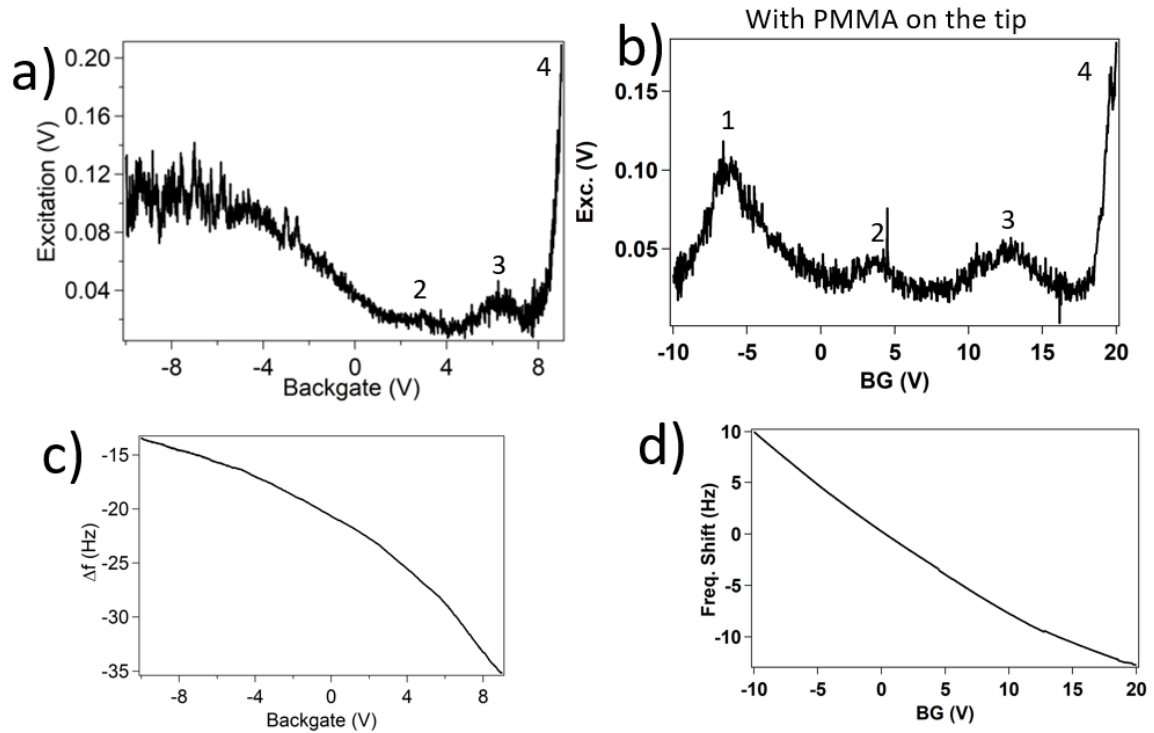 With PMMA on the tip
a)
Excitation (V)
0.20
0.16
0.12
0.08
0.04
2
3
4
-8 -4 0 4 8
Backgate (V)
b)
Exc. (V)
0.15
0.10
0.05
1
2
3
4
-10 -5 0 5 10 15 20
BG (V)
c)
Δf (Hz)
-15
-20
-25
-30
-35
-8 -4 0 4 8
Backgate (V)
d)
Freq. Shift (Hz)
10
5
0
-5
-10
-10 -5 0 5 10 15 20
BG (V)